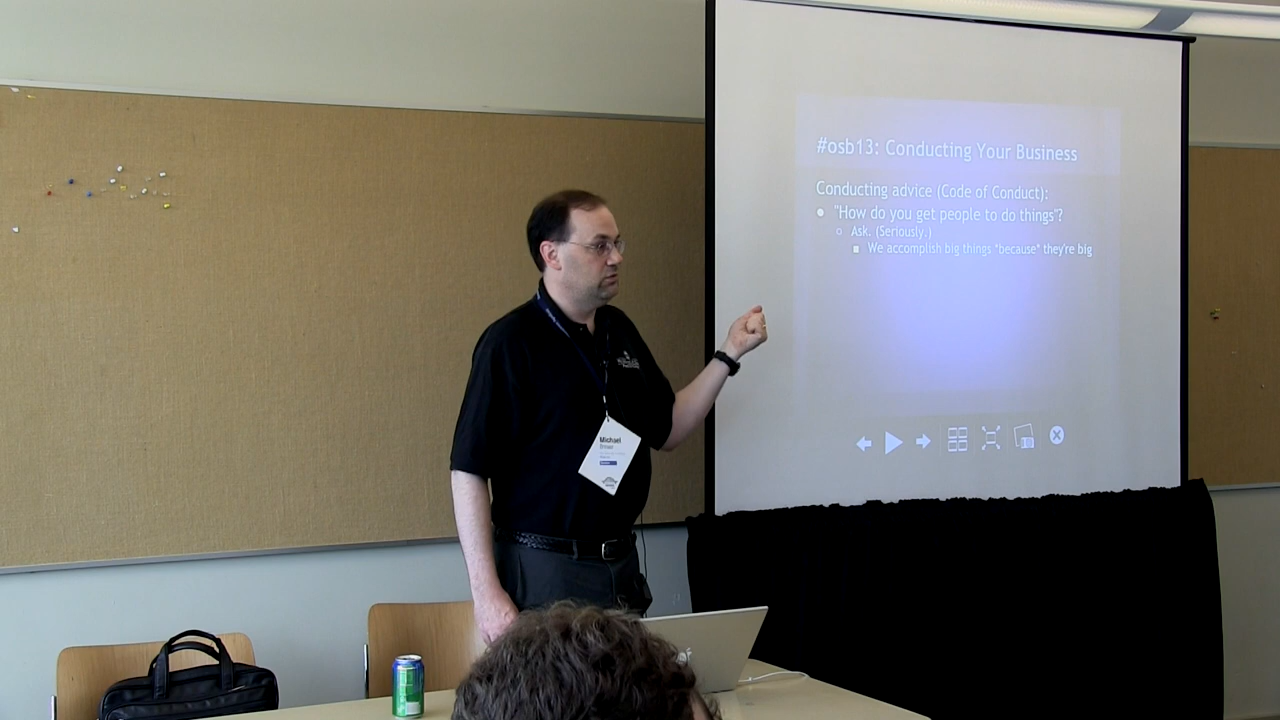 #osb13: Conducting Your Business
Conducting advice (Code of Conduct):
"How do you get people to do things"?
Ask. (Seriously.)
We accomplish big things *because* they're big
Michael